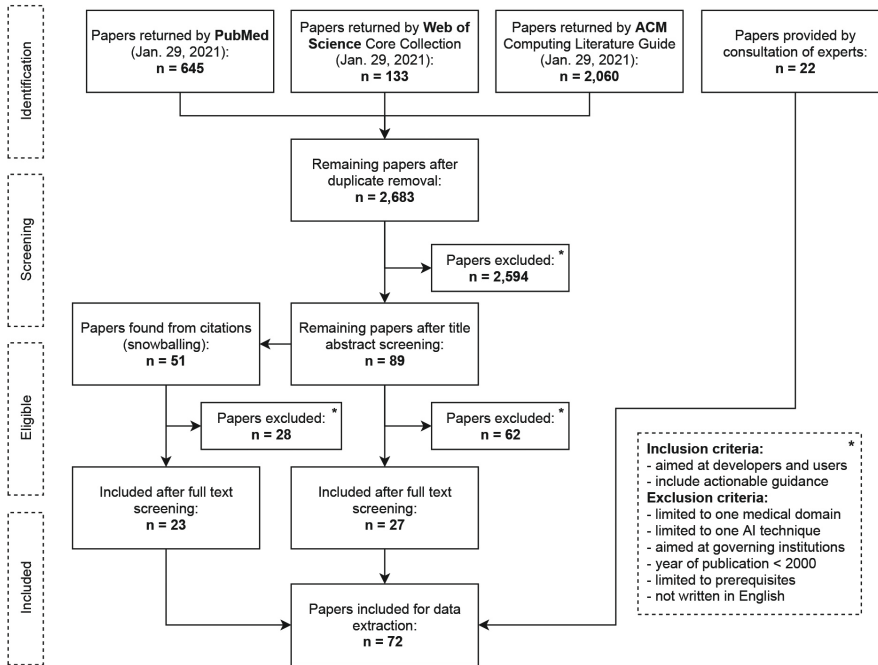 Identification
Papers returned by PubMed
(Jan. 29, 2021):
n = 645
Papers returned by Web of
Science Core Collection
(Jan. 29, 2021):
n = 133
Papers returned by ACM
Computing Literature Guide
(Jan. 29, 2021):
n = 2,060
Papers provided by
consultation of experts:
n = 22
Screening
Remaining papers after
duplicate removal:
n = 2,683
Papers excluded: *
n = 2,594
Eligible
Papers found from citations
(snowballing):
n = 51
Remaining papers after title
abstract screening:
n = 89
Papers excluded: *
n = 28
Papers excluded: *
n = 62
Included after full text
screening:
n = 23
Included after full text
screening:
n = 27
Inclusion criteria: *
- aimed at developers and users
- include actionable guidance
Exclusion criteria:
- limited to one medical domain
- limited to one AI technique
- aimed at governing institutions
- year of publication < 2000
- limited to prerequisites
- not written in English
Included
Papers included for data
extraction:
n = 72